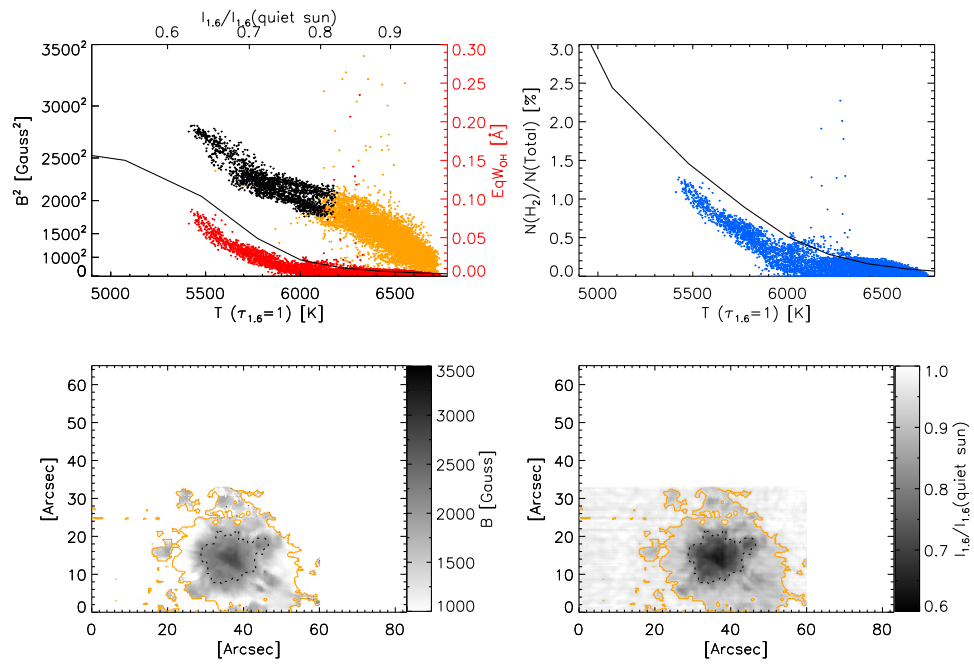 I₁.₆/I₁.₆(quiet sun)
0.6 0.7 0.8 0.9
3500² 3000² 2500² 2000² 1500² 1000² 0
B² [Gauss²]
0.30 0.25 0.20 0.15 0.10 0.05 0.00
EqW_OH [Å]
5000 5500 6000 6500
T (τ₁.₆=1) [K]
3.0 2.5 2.0 1.5 1.0 0.5 0.0
N(H₂)/N(Total) [%]
5000 5500 6000 6500
T (τ₁.₆=1) [K]
60 50 40 30 20 10 0
[Arcsec]
0 20 40 60 80
[Arcsec]
3500 3000 2500 2000 1500 1000
B [Gauss]
60 50 40 30 20 10 0
[Arcsec]
0 20 40 60 80
[Arcsec]
1.0 0.9 0.8 0.7 0.6
I₁.₆/I₁.₆(quiet sun)